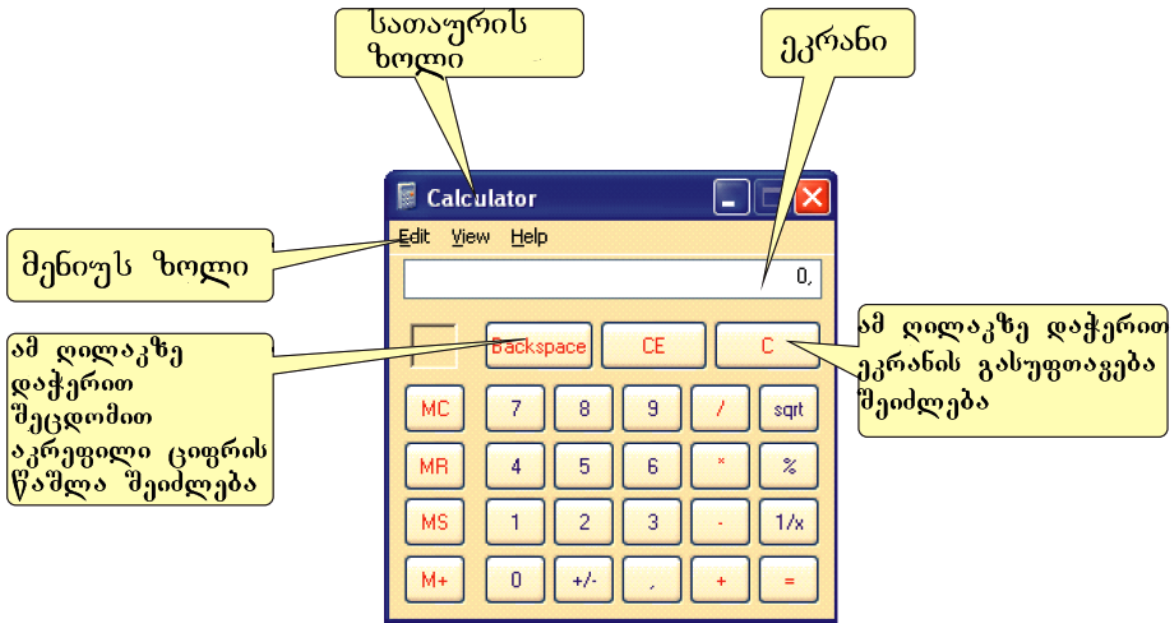 სათაურის
ზოლი
ეკრანი
Calculator
Edit View Help
მენიუს ზოლი
0,
ამ ღილაკზე
დაჭერით
შეცდომით
აკრეფილი ციფრის
წაშლა შეიძლება
Backspace CE C
ამ ღილაკზე დაჭერით
ეკრანის გასუფთავება
შეიძლება
MC 7 8 9 / sqrt
MR 4 5 6 * %
MS 1 2 3 - 1/x
M+ 0 +/- , + =